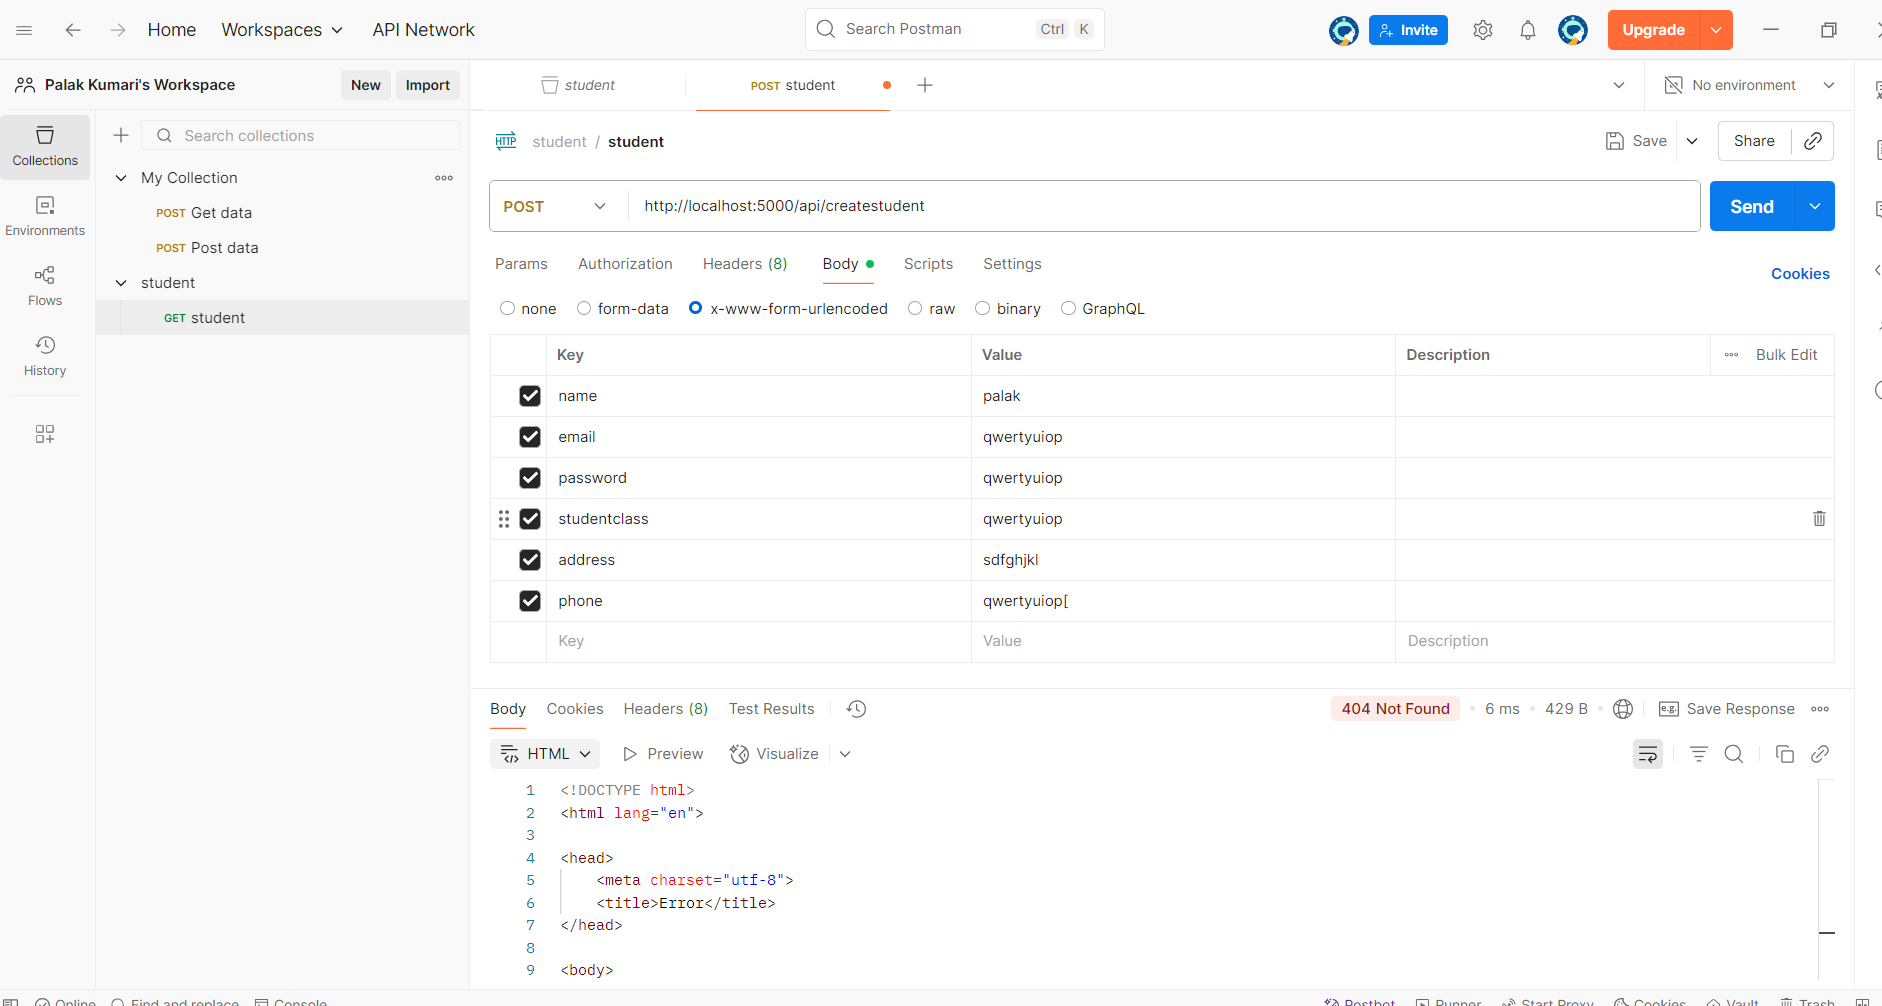 Home Workspaces API Network Search Postman Ctrl K Invite Upgrade
Palak Kumari's Workspace New Import student POST student No environment
Collections
Search collections
student / student Save Share
My Collection
POST Get data
POST http://localhost:5000/api/createstudent Send
Environments
POST Post data
student
Params Authorization Headers (8) Body Scripts Settings Cookies
Flows
GET student
none form-data x-www-form-urlencoded raw binary GraphQL
History
Key Value Description Bulk Edit
name palak
email qwertyuiop
password qwertyuiop
studentclass qwertyuiop
address sdfghjkl
phone qwertyuiop[
Key Value Description
Body Cookies Headers (8) Test Results 404 Not Found 6 ms 429 B e.g. Save Response
HTML Preview Visualize
1 <!DOCTYPE html>
2 <html lang="en">
3
4 <head>
5 <meta charset="utf-8">
6 <title>Error</title>
7 </head>
8
9 <body>
Online Find and replace Console Postbot Runner Start Proxy Cookies Vault Trash